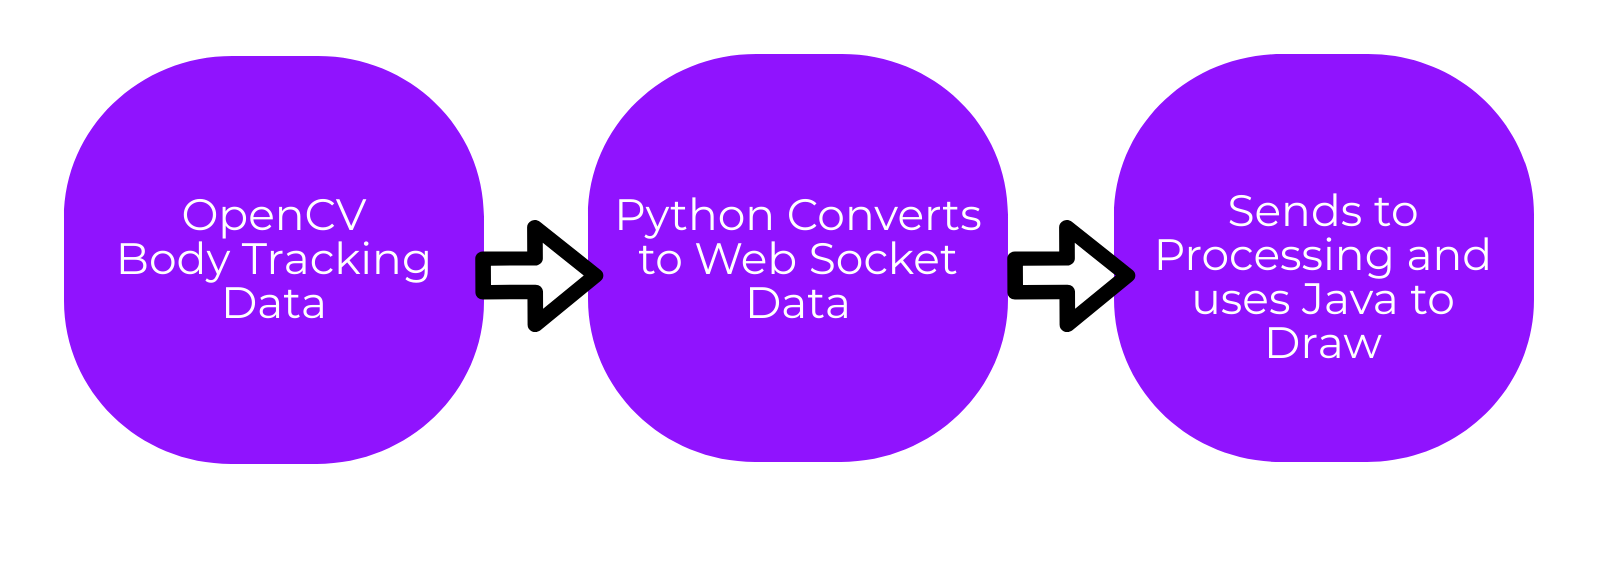 OpenCV
Body Tracking
Data
Python Converts
to Web Socket
Data
Sends to
Processing and
uses Java to
Draw